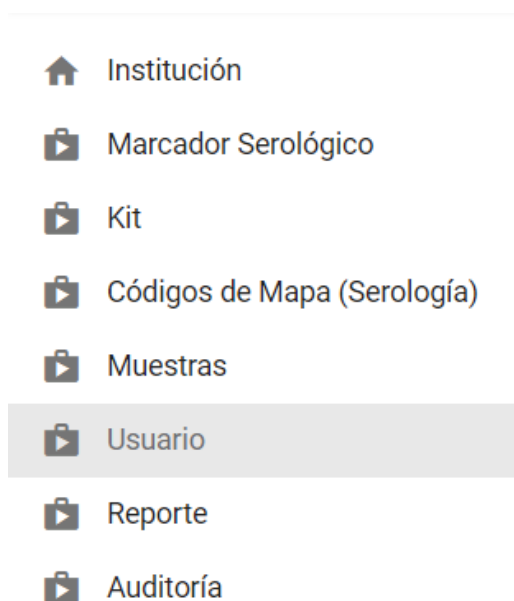 Institución
Marcador Serológico
Kit
Códigos de Mapa (Serología)
Muestras
Usuario
Reporte
Auditoría